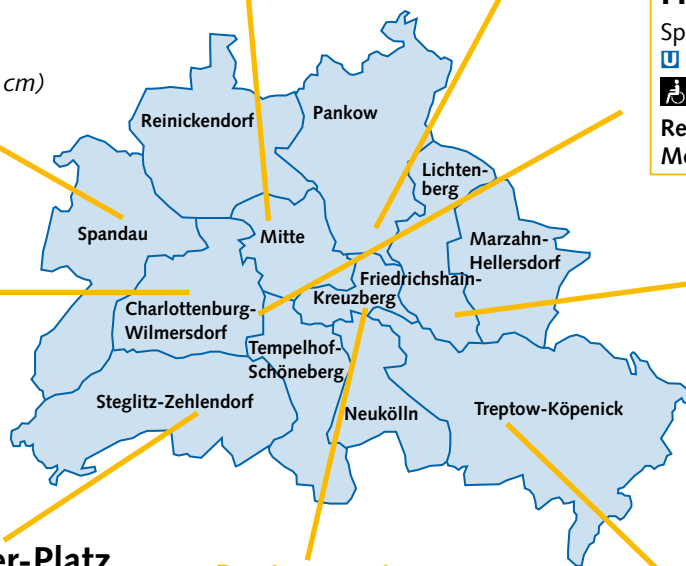 cm)
Sp
U
Re
Pankow
Reinickendorf
Lichten-
berg
Spandau
Mitte
Marzahn-
Hellersdorf
Friedrichshain-
Kreuzberg
Charlottenburg-
Wilmersdorf
Tempelhof-
Schöneberg
Steglitz-Zehlendorf
Neukölln
Treptow-Köpenick
er-Platz